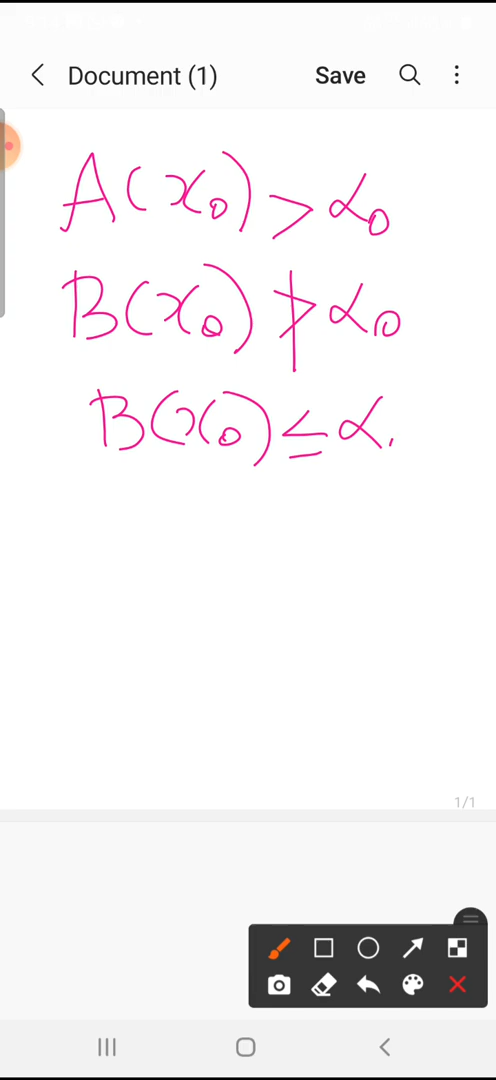 Document (1) Save
A(x₀) > α₀
B(x₀) ≯ α₀
B(x₀) ≤ α.
1/1